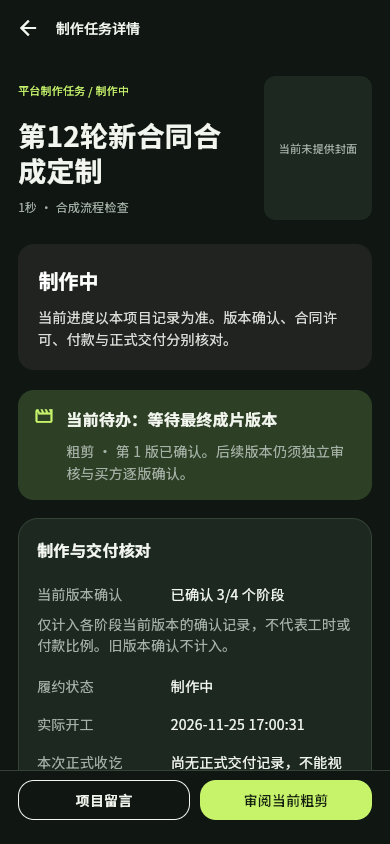 制作任务详情
平台制作任务 / 制作中
第12轮新合同合
成定制
1秒 · 合成流程检查
当前未提供封面
制作中
当前进度以本项目记录为准。版本确认、合同许
可、付款与正式交付分别核对。
当前待办：等待最终成片版本
粗剪 · 第 1 版已确认。后续版本仍须独立审
核与买方逐版确认。
制作与交付核对
当前版本确认 已确认 3/4 个阶段
仅计入各阶段当前版本的确认记录，不代表工时或
付款比例。旧版本确认不计入。
履约状态 制作中
实际开工 2026-11-25 17:00:31
本次正式收讫 尚无正式交付记录，不能视
项目留言 审阅当前粗剪